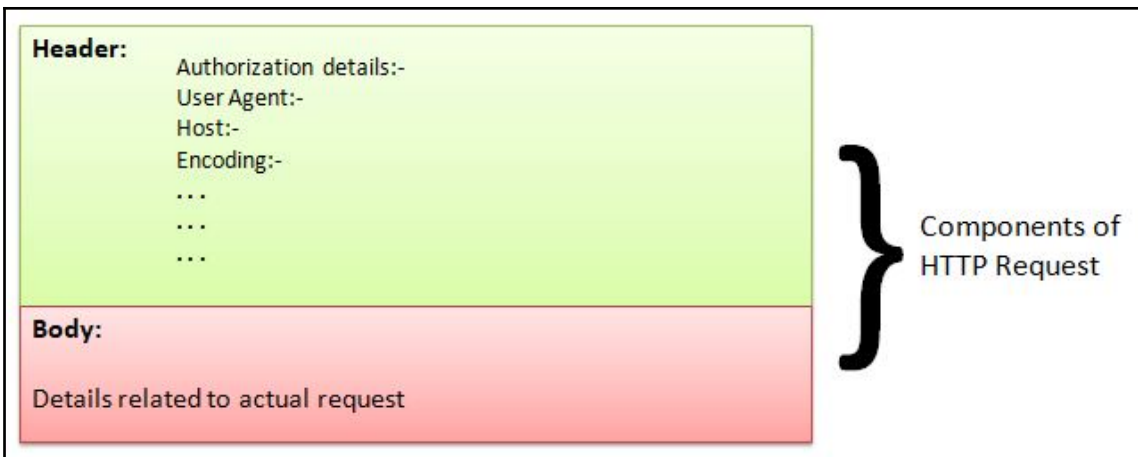 Header:
Authorization details:-
User Agent:-
Host:-
Encoding:-
...
...
...
Components of
HTTP Request
Body:
Details related to actual request